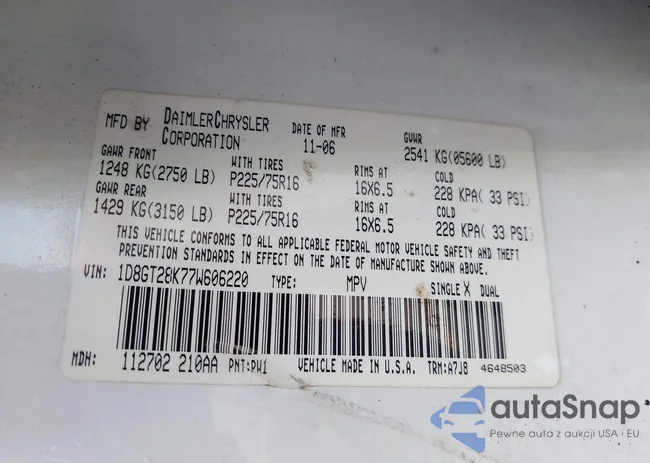 MFD BY DAIMLERCHRYSLER CORPORATION DATE OF MFR 11-06 GVWR 2541 KG(05600 LB)
GAWR FRONT WITH TIRES RIMS AT COLD
1248 KG(2750 LB) P225/75R16 16X6.5 228 KPA( 33 PSI)
GAWR REAR WITH TIRES RIMS AT COLD
1429 KG(3150 LB) P225/75R16 16X6.5 228 KPA( 33 PSI)
THIS VEHICLE CONFORMS TO ALL APPLICABLE FEDERAL MOTOR VEHICLE SAFETY AND THEFT
PREVENTION STANDARDS IN EFFECT ON THE DATE OF MANUFACTURE SHOWN ABOVE.
VIN: 1D8GT28K77W606220 TYPE: MPV SINGLE X DUAL
MDH: 112702 210AA PNT:PW1 VEHICLE MADE IN U.S.A. TRM:A7J8 4648503
autaSnap
Pewne auta z aukcji USA i EU